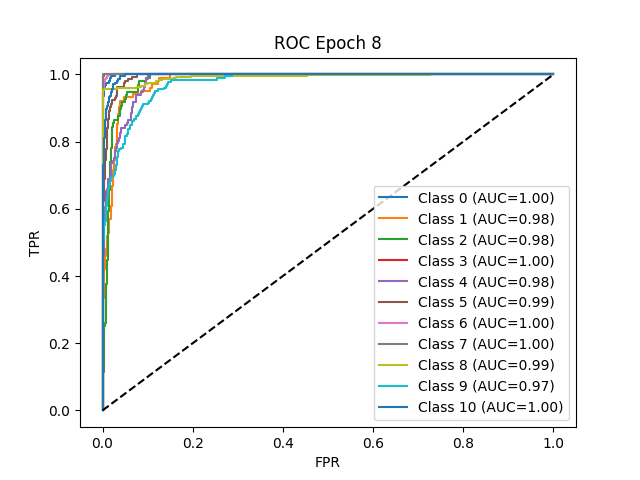 ROC Epoch 8
1.0
0.8
0.6
0.4
0.2
0.0
TPR
0.0 0.2 0.4 0.6 0.8 1.0
FPR
Class 0 (AUC=1.00)
Class 1 (AUC=0.98)
Class 2 (AUC=0.98)
Class 3 (AUC=1.00)
Class 4 (AUC=0.98)
Class 5 (AUC=0.99)
Class 6 (AUC=1.00)
Class 7 (AUC=1.00)
Class 8 (AUC=0.99)
Class 9 (AUC=0.97)
Class 10 (AUC=1.00)